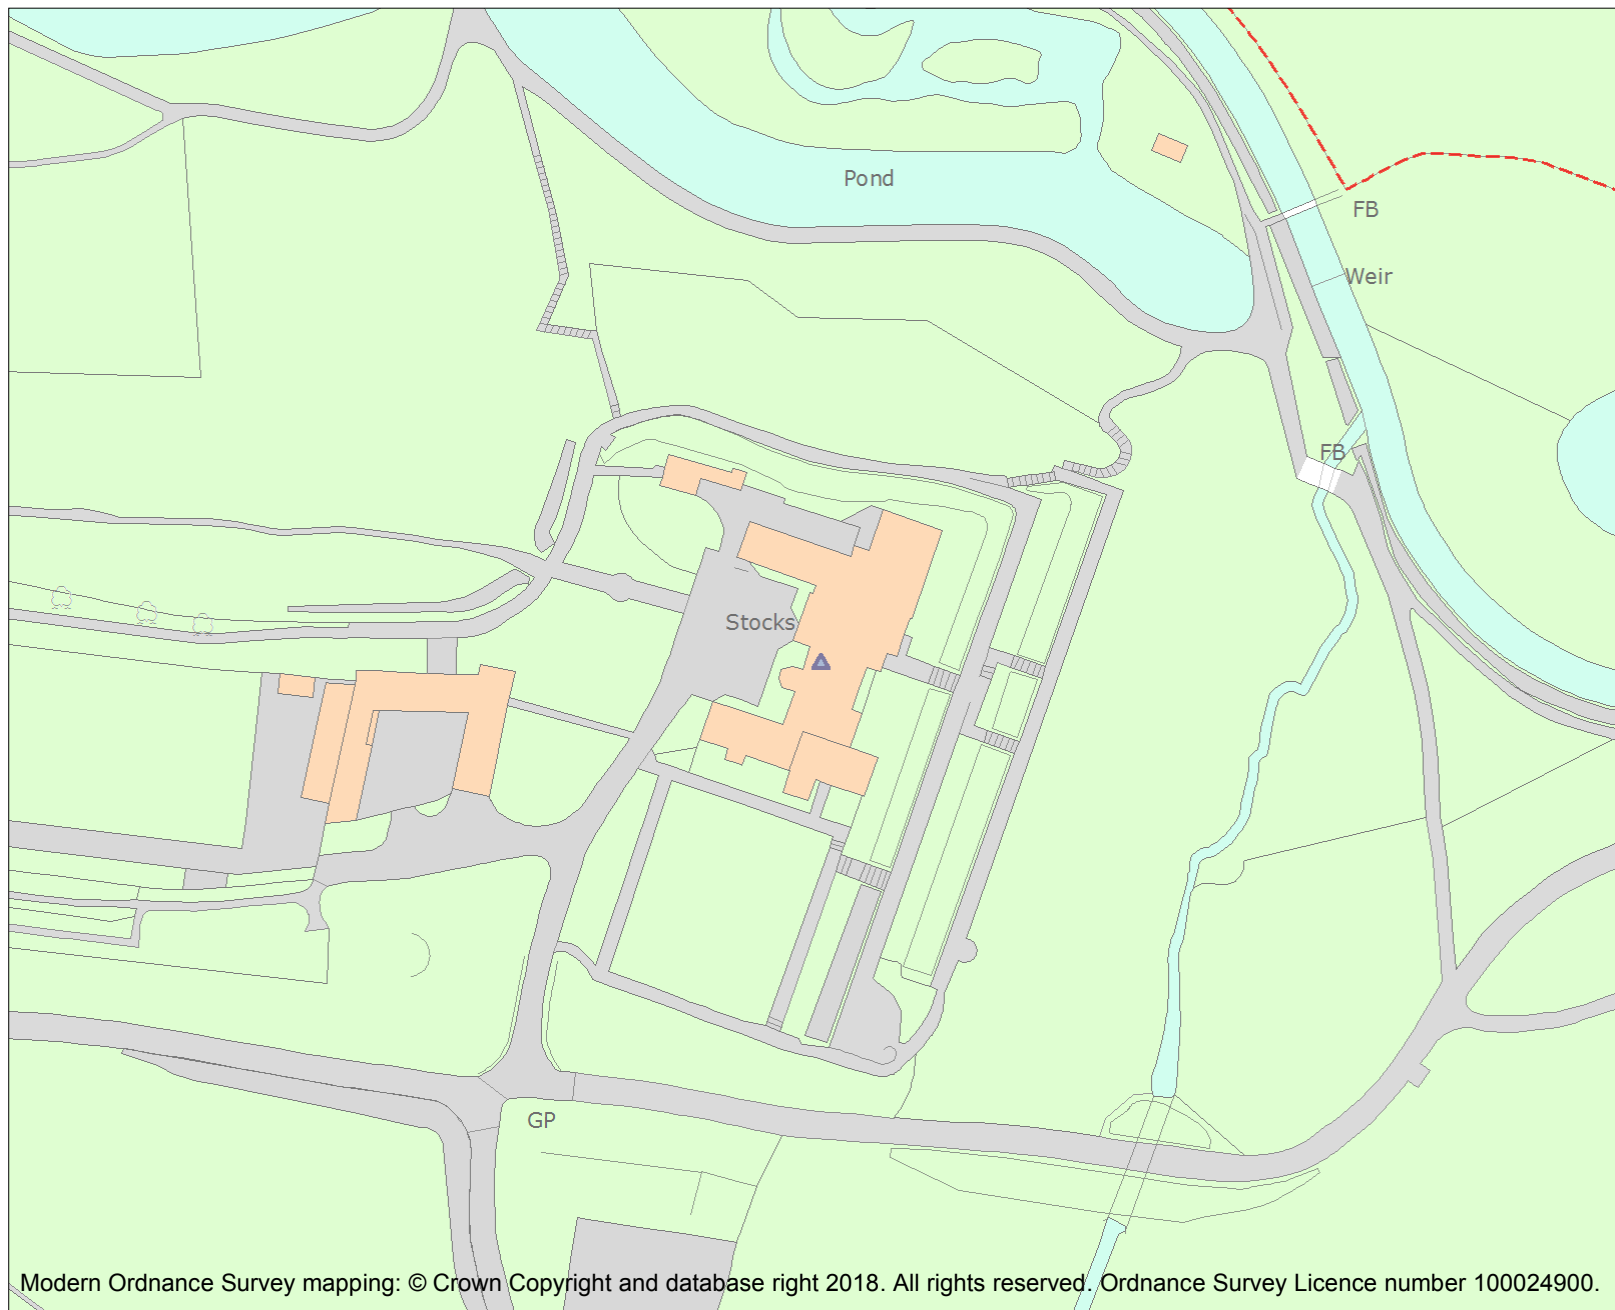 Pond
FB
Weir
FB
Stocks
GP
Modern Ordnance Survey mapping: © Crown Copyright and database right 2018. All rights reserved. Ordnance Survey Licence number 100024900.